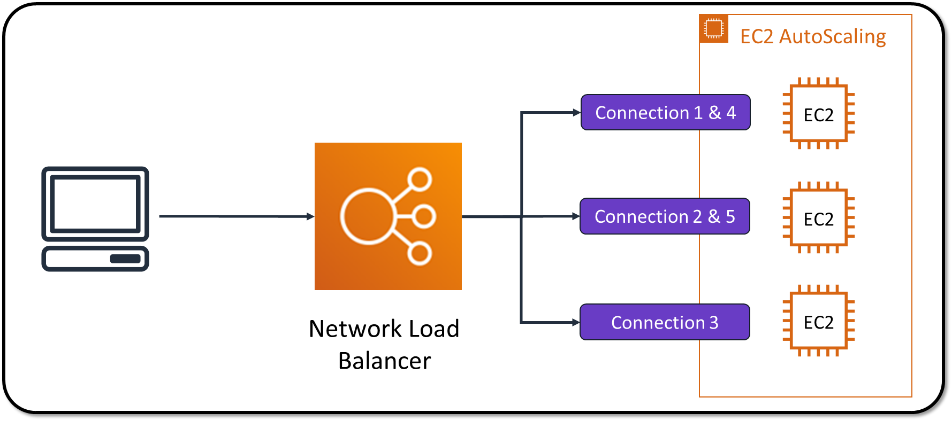 EC2 AutoScaling
Connection 1 & 4
EC2
Connection 2 & 5
EC2
Connection 3
EC2
Network Load
Balancer